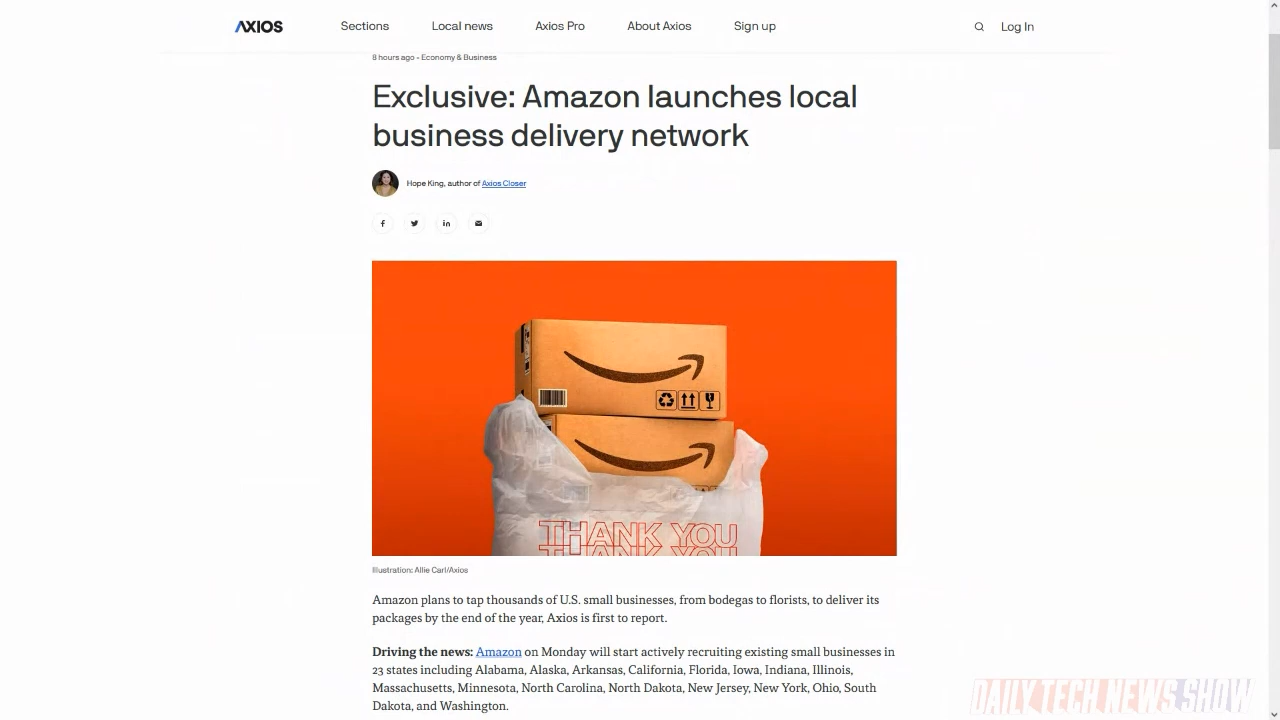 AXIOS
Sections
Local news
Axios Pro
About Axios
Sign up
Log In
8 hours ago - Economy & Business
Exclusive: Amazon launches local
business delivery network
Hope King, author of Axios Closer
Illustration: Allie Carl/Axios
THANK YOU
THANK YOU
Amazon plans to tap thousands of U.S. small businesses, from bodegas to florists, to deliver its
packages by the end of the year, Axios is first to report.
Driving the news: Amazon on Monday will start actively recruiting existing small businesses in
23 states including Alabama, Alaska, Arkansas, California, Florida, Iowa, Indiana, Illinois,
Massachusetts, Minnesota, North Carolina, North Dakota, New Jersey, New York, Ohio, South
Dakota, and Washington.
DAILY TECH NEWS SHOW